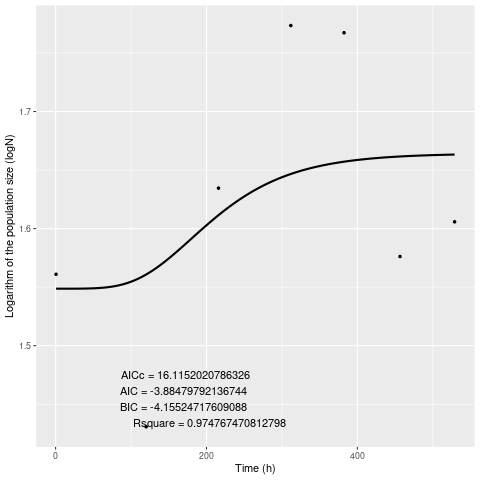 Logarithm of the population size (logN)
1.7
1.6
1.5
AICc = 16.1152020786326
AIC = -3.88479792136744
BIC = -4.15524717609088
Rsquare = 0.974767470812798
0 200 400
Time (h)